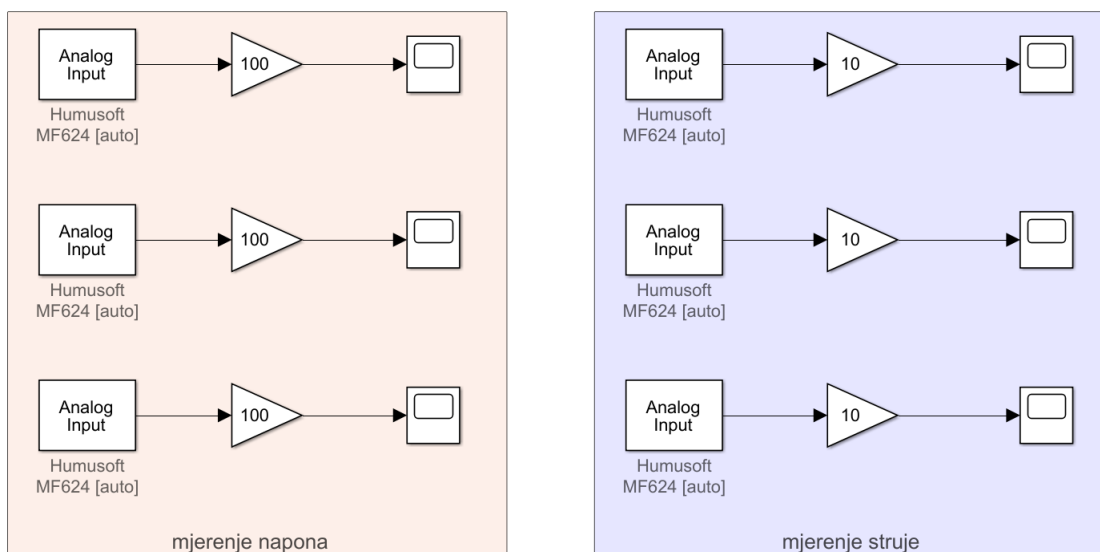 Analog
Input
100
Humusoft
MF624 [auto]
Analog
Input
100
Humusoft
MF624 [auto]
Analog
Input
100
Humusoft
MF624 [auto]
mjerenje napona
Analog
Input
10
Humusoft
MF624 [auto]
Analog
Input
10
Humusoft
MF624 [auto]
Analog
Input
10
Humusoft
MF624 [auto]
mjerenje struje